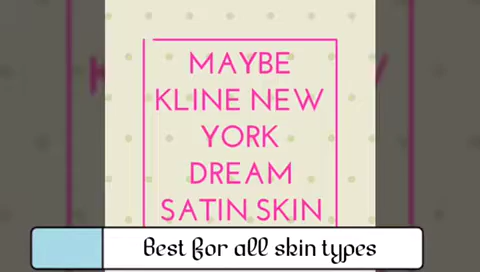 MAYBE
KLINE NEW
YORK
DREAM
SATIN SKIN
Best for all skin types